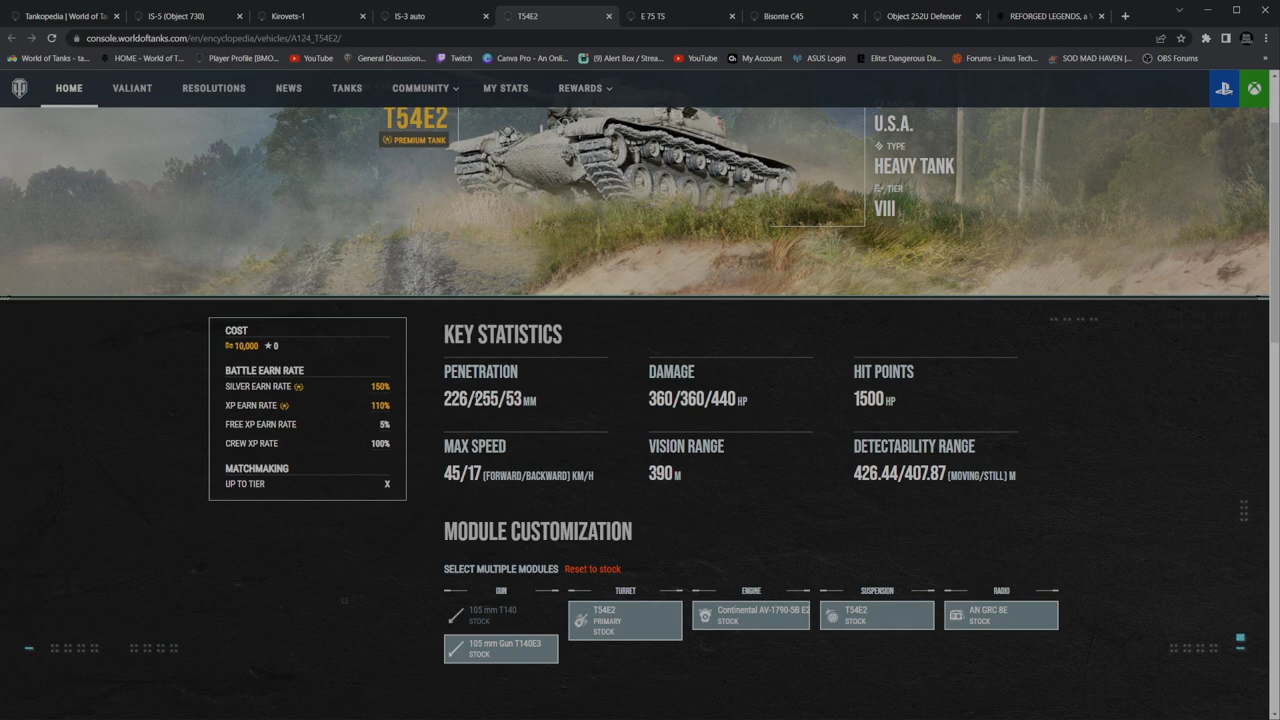 Tankopedia | World of Ta
IS-5 (Object 730)
Kirovets-1
IS-3 auto
T54E2
E 75 TS
Bisonte C45
Object 252U Defender
REFORGED LEGENDS, a
console.worldoftanks.com/en/encyclopedia/vehicles/A124_T54E2/
World of Tanks - ta...
HOME - World of T...
Player Profile [BMO...
YouTube
General Discussion...
Twitch
Canva Pro - An Onli...
(9) Alert Box / Strea...
YouTube
My Account
ASUS Login
Elite: Dangerous Da...
Forums - Linus Tech...
SOD MAD HAVEN |...
OBS Forums
HOME
VALIANT
RESOLUTIONS
NEWS
TANKS
COMMUNITY
MY STATS
REWARDS
T54E2
PREMIUM TANK
U.S.A.
TYPE
HEAVY TANK
TIER
VIII
COST
10,000 ★ 0
BATTLE EARN RATE
SILVER EARN RATE 150%
XP EARN RATE 110%
FREE XP EARN RATE 5%
CREW XP RATE 100%
MATCHMAKING
UP TO TIER X
KEY STATISTICS
PENETRATION
226/255/53 MM
DAMAGE
360/360/440 HP
HIT POINTS
1500 HP
MAX SPEED
45/17 (FORWARD/BACKWARD) KM/H
VISION RANGE
390 M
DETECTABILITY RANGE
426.44/407.87 (MOVING/STILL) M
MODULE CUSTOMIZATION
SELECT MULTIPLE MODULES Reset to stock
GUN
105 mm T140
STOCK
105 mm Gun T140E3
STOCK
TURRET
T54E2
PRIMARY
STOCK
ENGINE
Continental AV-1790-5B E2
STOCK
SUSPENSION
T54E2
STOCK
RADIO
AN GRC 8E
STOCK